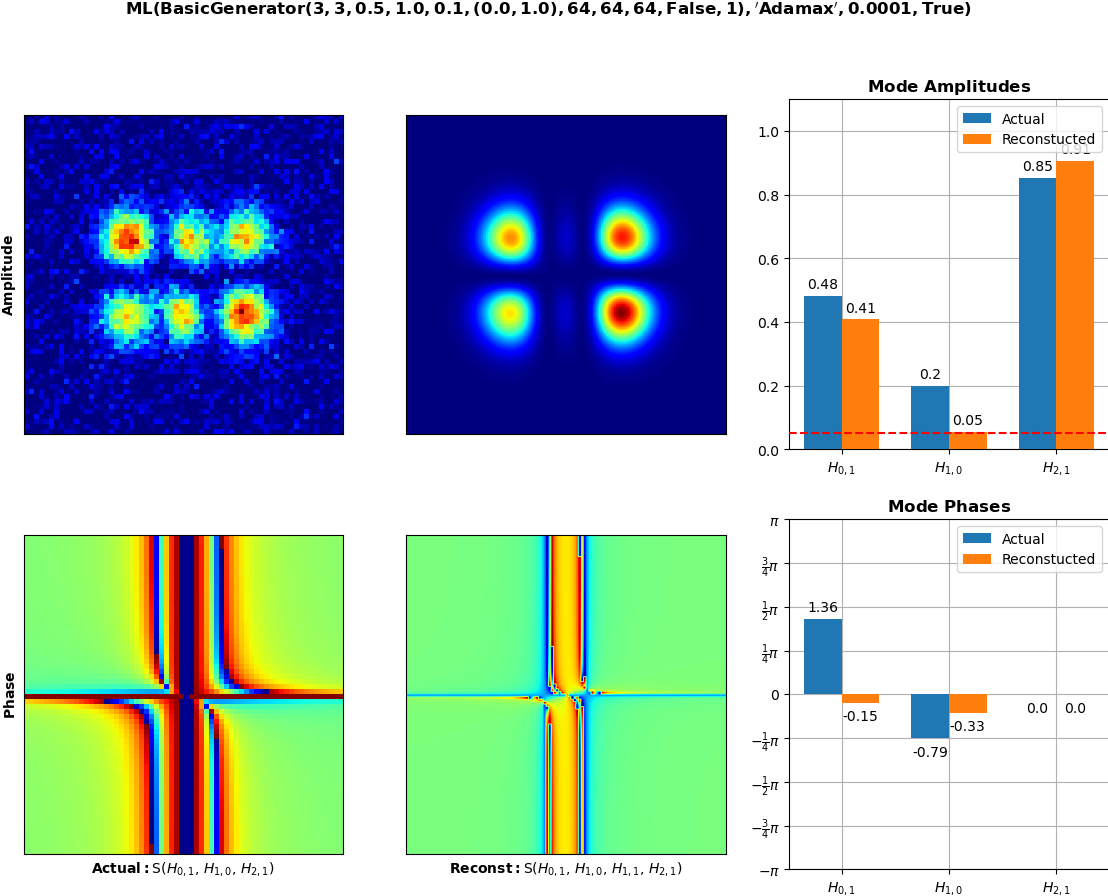 ML(BasicGenerator(3, 3, 0.5, 1.0, 0.1, (0.0, 1.0), 64, 64, 64, False, 1), ′Adamax′, 0.0001, True)
Mode Amplitudes
Actual
Reconstucted
1.0
0.8
0.6
0.4
0.2
0.0
0.48
0.41
0.2
0.05
0.85
0.91
H0,1
H1,0
H2,1
Amplitude
Mode Phases
Actual
Reconstucted
π
3/4π
1/2π
1/4π
0
−1/4π
−1/2π
−3/4π
−π
1.36
-0.15
-0.79
-0.33
0.0
0.0
H0,1
H1,0
H2,1
Phase
Actual: S(H0,1, H1,0, H2,1)
Reconst: S(H0,1, H1,0, H1,1, H2,1)